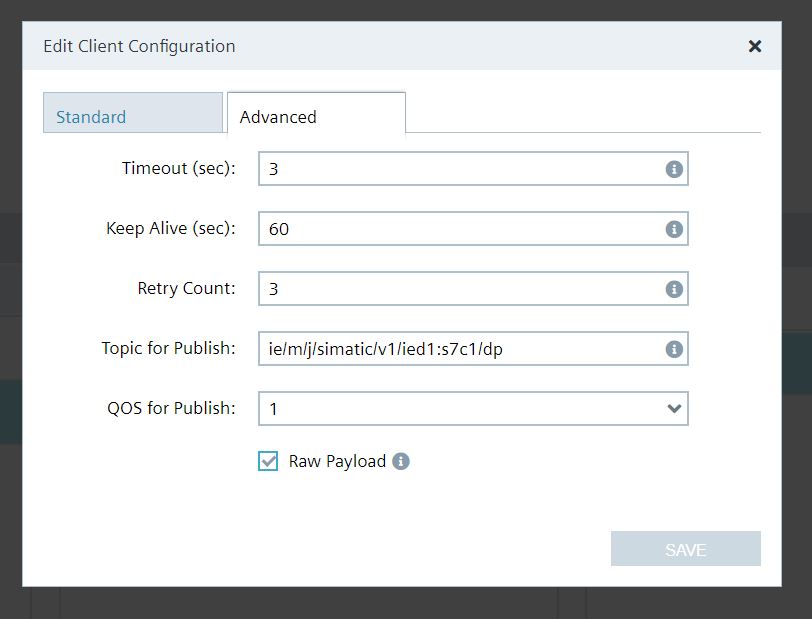 Edit Client Configuration
Standard
Advanced
Timeout (sec):
3
Keep Alive (sec):
60
Retry Count:
3
Topic for Publish:
ie/m/j/simatic/v1/ied1:s7c1/dp
QOS for Publish:
1
Raw Payload
SAVE